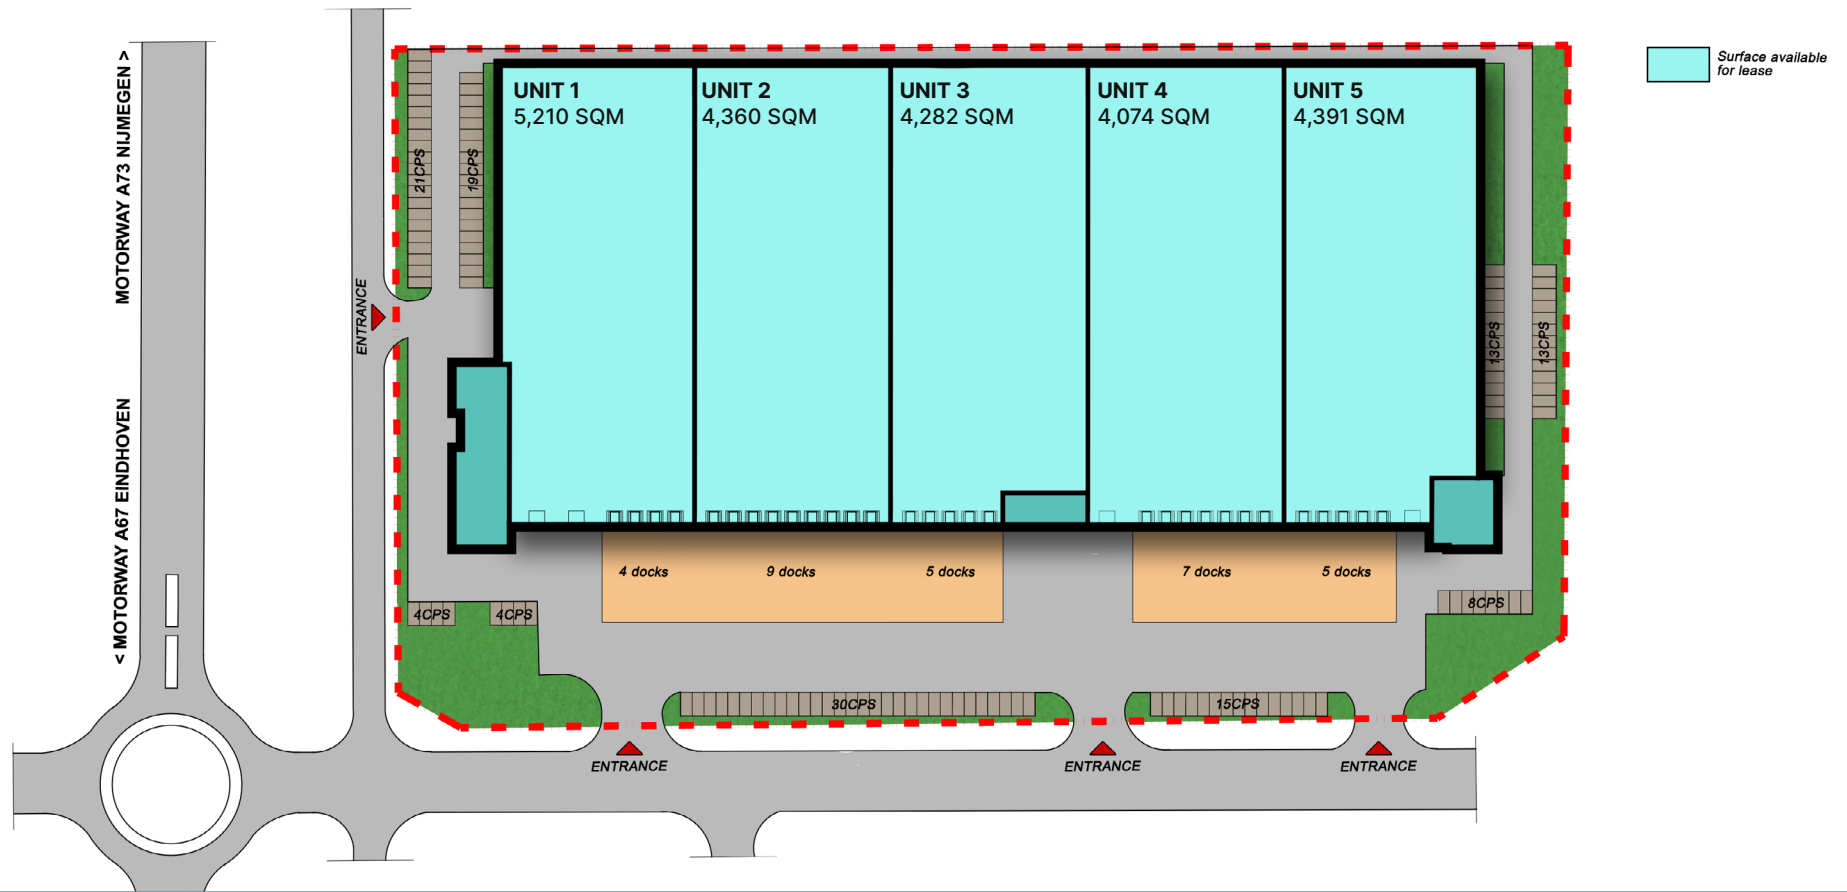 Surface available
for lease
MOTORWAY A73 NIJMEGEN >
< MOTORWAY A67 EINDHOVEN
UNIT 1
5,210 SQM
UNIT 2
4,360 SQM
UNIT 3
4,282 SQM
UNIT 4
4,074 SQM
UNIT 5
4,391 SQM
21CPS
19CPS
ENTRANCE
13CPS
13CPS
4 docks
9 docks
5 docks
7 docks
5 docks
4CPS
4CPS
8CPS
30CPS
15CPS
ENTRANCE
ENTRANCE
ENTRANCE